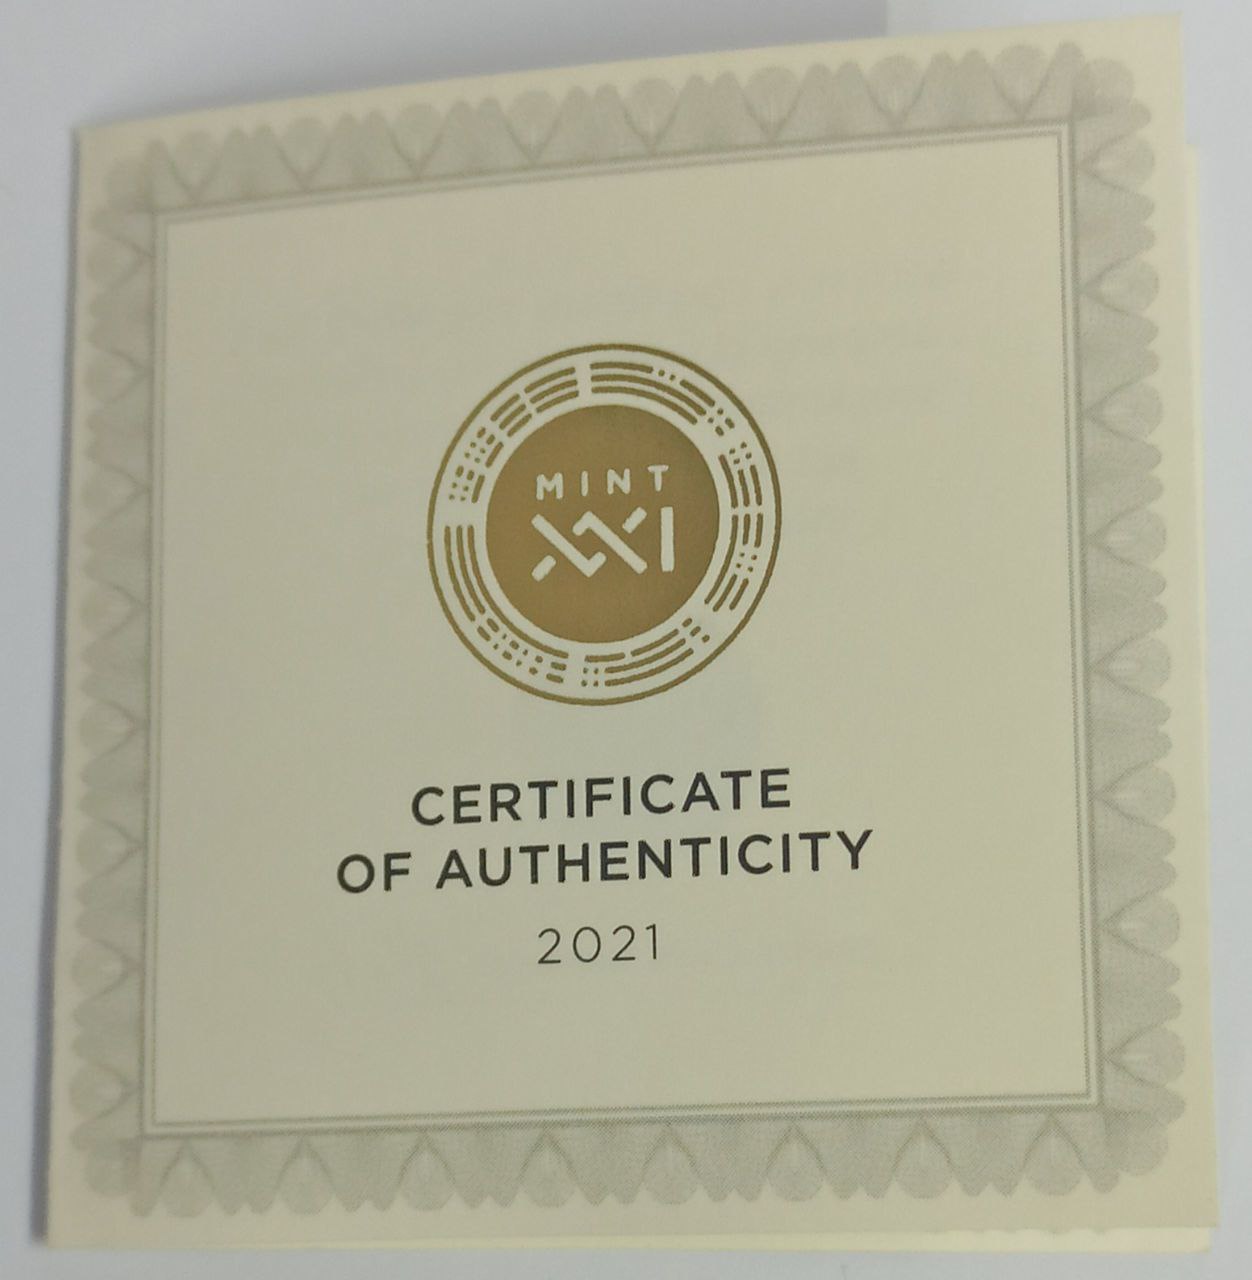 MINT
XXI
CERTIFICATE
OF AUTHENTICITY
2021